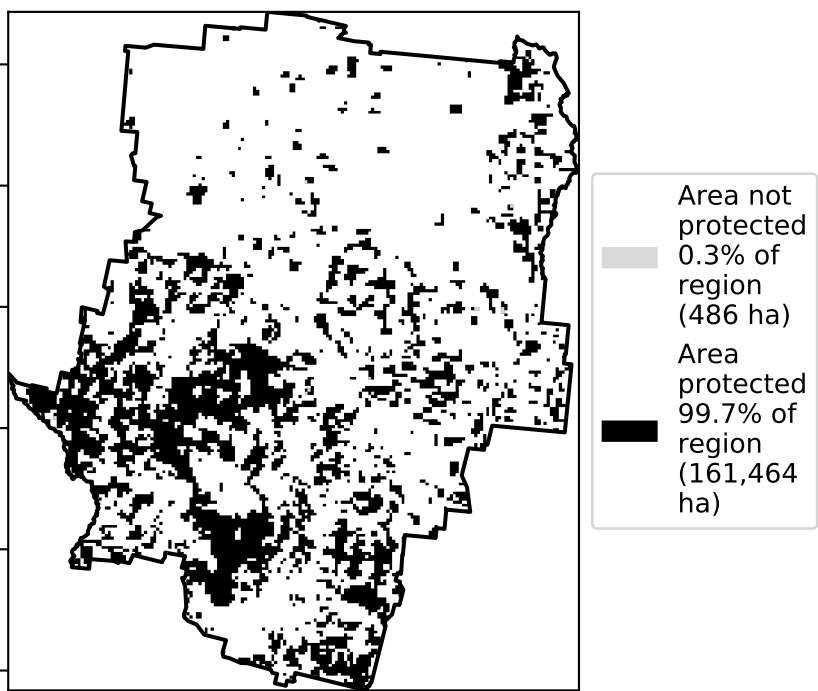 Area not
protected
0.3% of
region
(486 ha)
Area
protected
99.7% of
region
(161,464
ha)